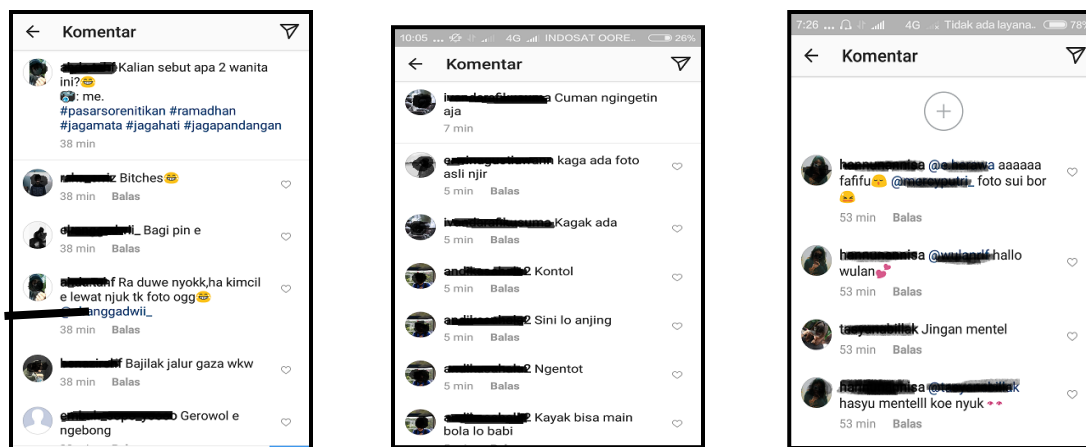 Komentar
Kalian sebut apa 2 wanita
ini?😂
📷: me.
#pasarsorenitikan #ramadhan
#jagamata #jagahati #jagapandangan
38 min
Bitches😂
38 min Balas
Bagi pin e
38 min Balas
Ra duwe nyokk,ha kimcil
e lewat njuk tk foto ogg😂
anggadwii_
38 min Balas
Bajilak jalur gaza wkw
38 min Balas
Gerowol e
ngebong
10:05 ... 4G INDOSAT OORE.. 26%
Komentar
Cuman ngingetin
aja
7 min
kaga ada foto
asli njir
5 min Balas
Kagak ada
5 min Balas
Kontol
5 min Balas
Sini lo anjing
5 min Balas
Ngentot
5 min Balas
Kayak bisa main
bola lo babi
7:26 ... 4G Tidak ada layana.. 78%
Komentar
aaaaaa
fafifu foto sui bor
53 min Balas
hallo
wulan💕
53 min Balas
Jingan mentel
53 min Balas
hasyu mentelll koe nyuk
53 min Balas